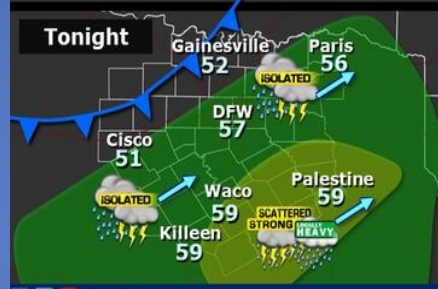 Tonight
Gainesville
52
Paris
56
ISOLATED
DFW
57
Cisco
51
ISOLATED
Waco
59
Palestine
59
SCATTERED
STRONG
LOCALLY
HEAVY
Killeen
59